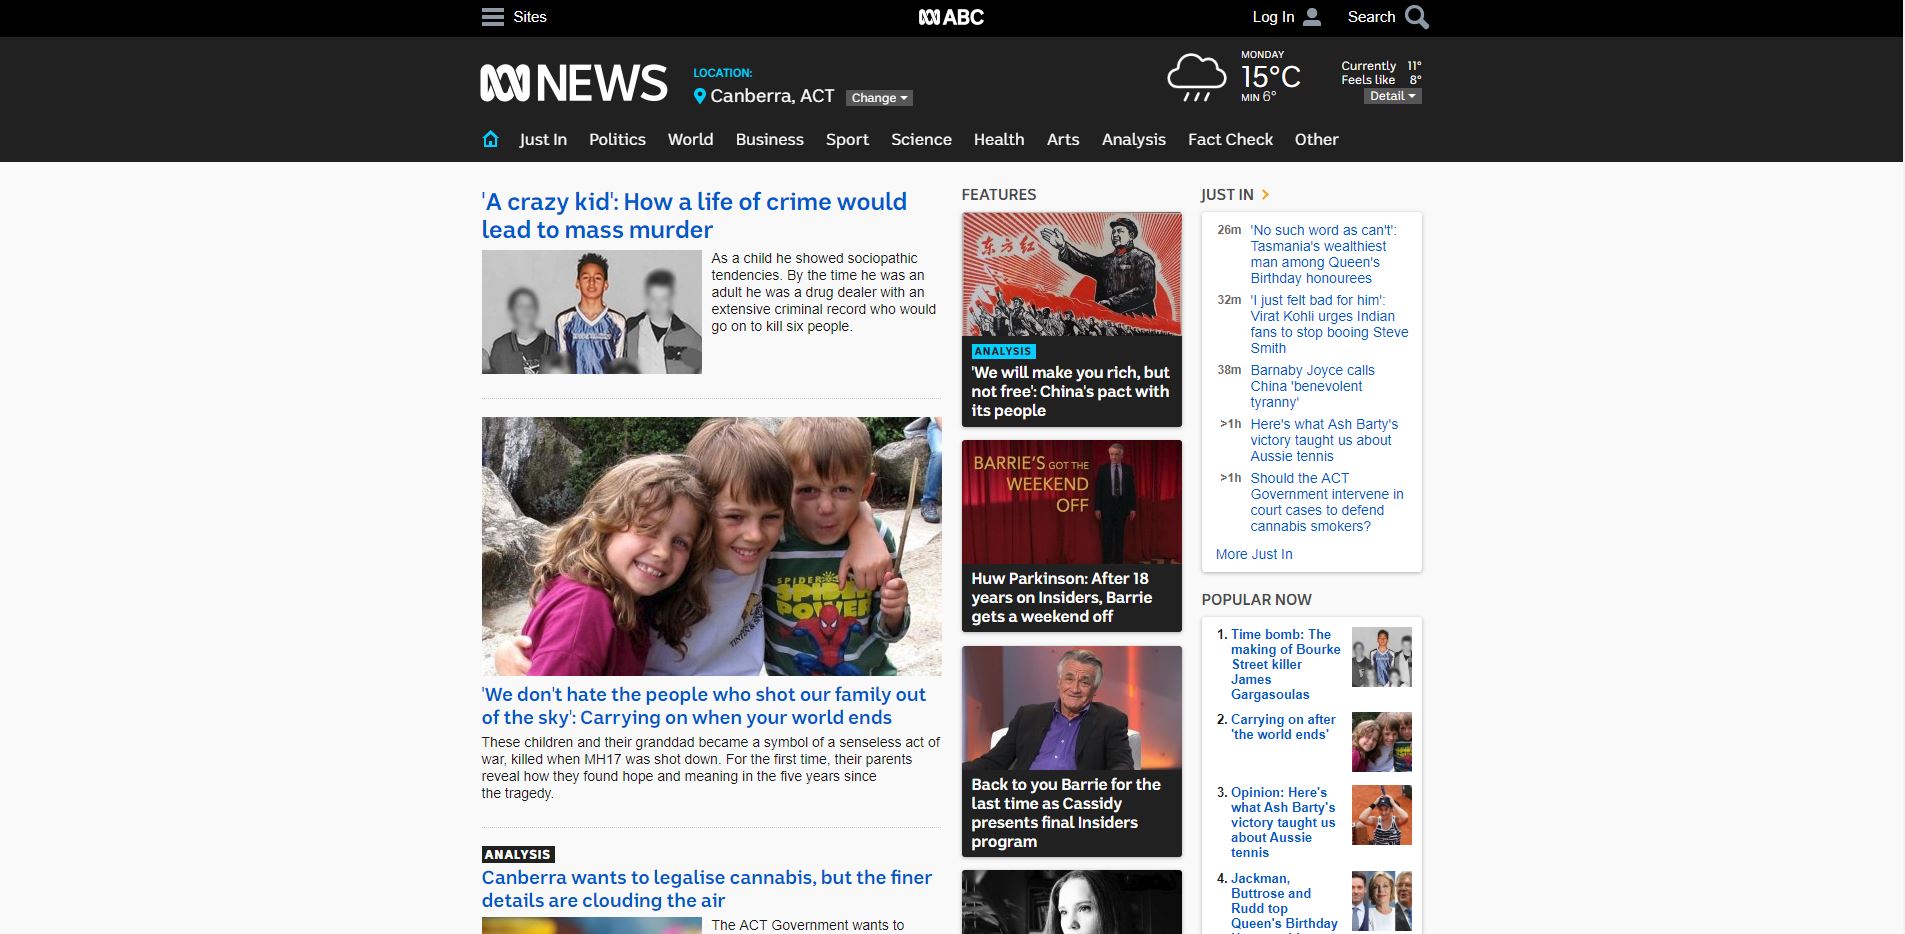 Sites
ABC
Log In
Search
NEWS
LOCATION:
Canberra, ACT
Change
MONDAY
15°C
MIN 6°
Currently 11°
Feels like 8°
Detail
Just In
Politics
World
Business
Sport
Science
Health
Arts
Analysis
Fact Check
Other
'A crazy kid': How a life of crime would
lead to mass murder
As a child he showed sociopathic
tendencies. By the time he was an
adult he was a drug dealer with an
extensive criminal record who would
go on to kill six people.
SPIDER
SPIDEY
POWER
'We don't hate the people who shot our family out
of the sky': Carrying on when your world ends
These children and their granddad became a symbol of a senseless act of
war, killed when MH17 was shot down. For the first time, their parents
reveal how they found hope and meaning in the five years since
the tragedy.
ANALYSIS
Canberra wants to legalise cannabis, but the finer
details are clouding the air
The ACT Government wants to
FEATURES
东方红
ANALYSIS
'We will make you rich, but
not free': China's pact with
its people
BARRIE'S GOT THE
WEEKEND
OFF
Huw Parkinson: After 18
years on Insiders, Barrie
gets a weekend off
Back to you Barrie for the
last time as Cassidy
presents final Insiders
program
JUST IN
26m 'No such word as can't':
Tasmania's wealthiest
man among Queen's
Birthday honourees
32m 'I just felt bad for him':
Virat Kohli urges Indian
fans to stop booing Steve
Smith
38m Barnaby Joyce calls
China 'benevolent
tyranny'
>1h Here's what Ash Barty's
victory taught us about
Aussie tennis
>1h Should the ACT
Government intervene in
court cases to defend
cannabis smokers?
More Just In
POPULAR NOW
1. Time bomb: The
making of Bourke
Street killer
James
Gargasoulas
2. Carrying on after
'the world ends'
3. Opinion: Here's
what Ash Barty's
victory taught us
about Aussie
tennis
4. Jackman,
Buttrose and
Rudd top
Queen's Birthday